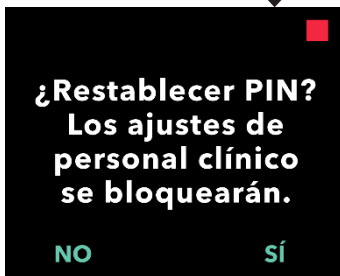 ¿Restablecer PIN?
Los ajustes de
personal clínico
se bloquearán.
NO SÍ